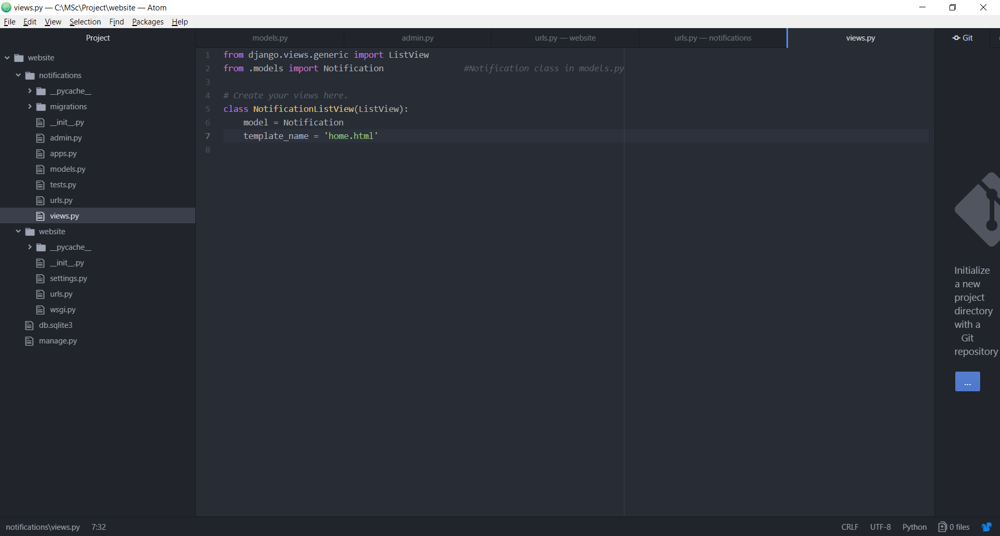 views.py — C:\MSc\Project\website — Atom
File Edit View Selection Find Packages Help
Project
website
notifications
__pycache__
migrations
__init__.py
admin.py
apps.py
models.py
tests.py
urls.py
views.py
website
__pycache__
__init__.py
settings.py
urls.py
wsgi.py
db.sqlite3
manage.py
models.py admin.py urls.py — website urls.py — notifications views.py
1 from django.views.generic import ListView
2 from .models import Notification #Notification class in models.py
3
4 # Create your views here.
5 class NotificationListView(ListView):
6 model = Notification
7 template_name = 'home.html'
8
Git
Initialize
a new
project
directory
with a
Git
repository
...
notifications\views.py 7:32 CRLF UTF-8 Python 0 files